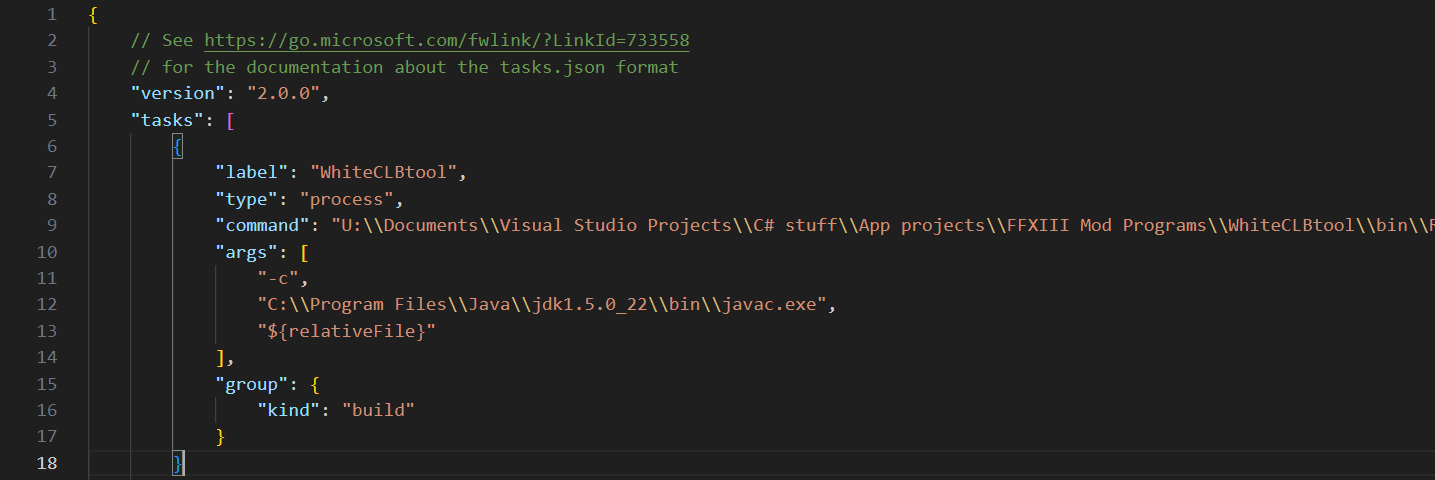 1 {
2 // See https://go.microsoft.com/fwlink/?LinkId=733558
3 // for the documentation about the tasks.json format
4 "version": "2.0.0",
5 "tasks": [
6 {
7 "label": "WhiteCLBtool",
8 "type": "process",
9 "command": "U:\\Documents\\Visual Studio Projects\\C# stuff\\App projects\\FFXIII Mod Programs\\WhiteCLBtool\\bin\\
10 "args": [
11 "-c",
12 "C:\\Program Files\\Java\\jdk1.5.0_22\\bin\\javac.exe",
13 "${relativeFile}"
14 ],
15 "group": {
16 "kind": "build"
17 }
18 }